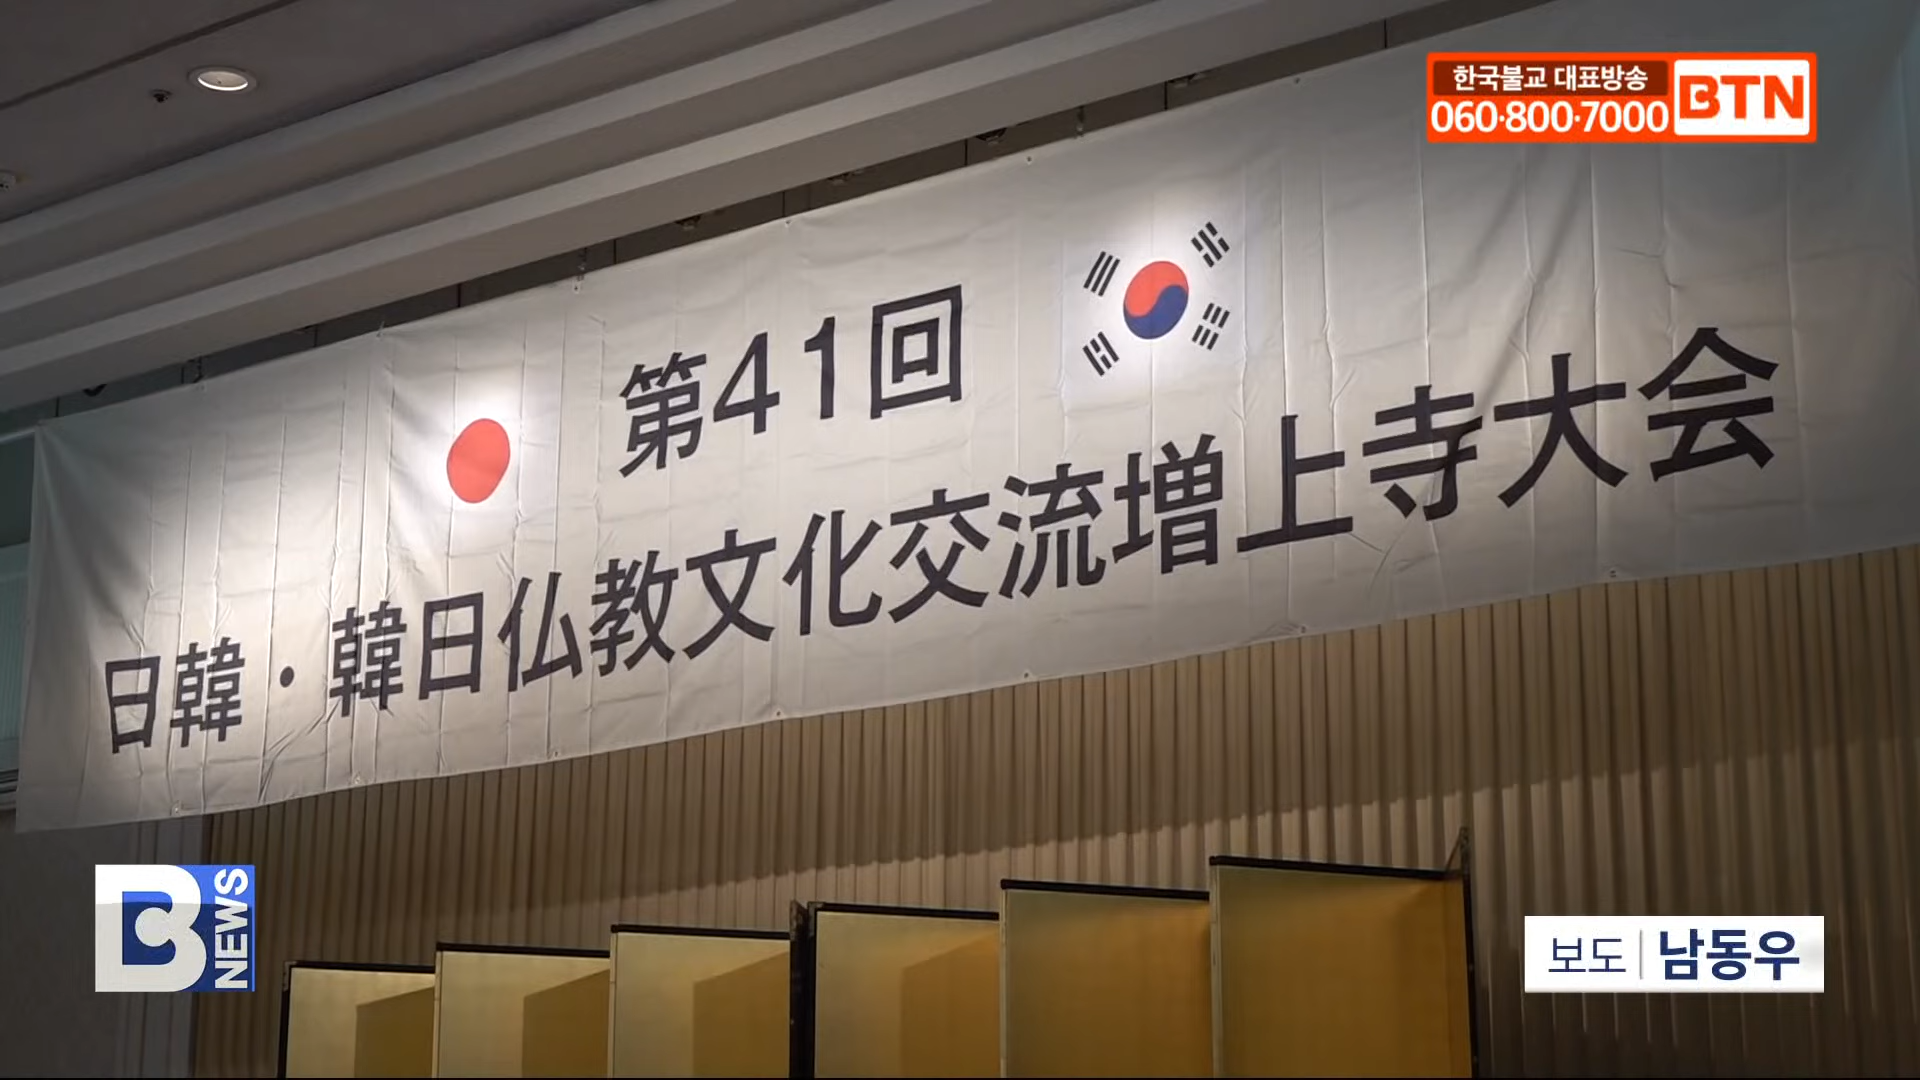 한국불교 대표방송
060·800·7000
BTN
第41回
日韓・韓日仏教文化交流増上寺大会
B NEWS
보도 | 남동우